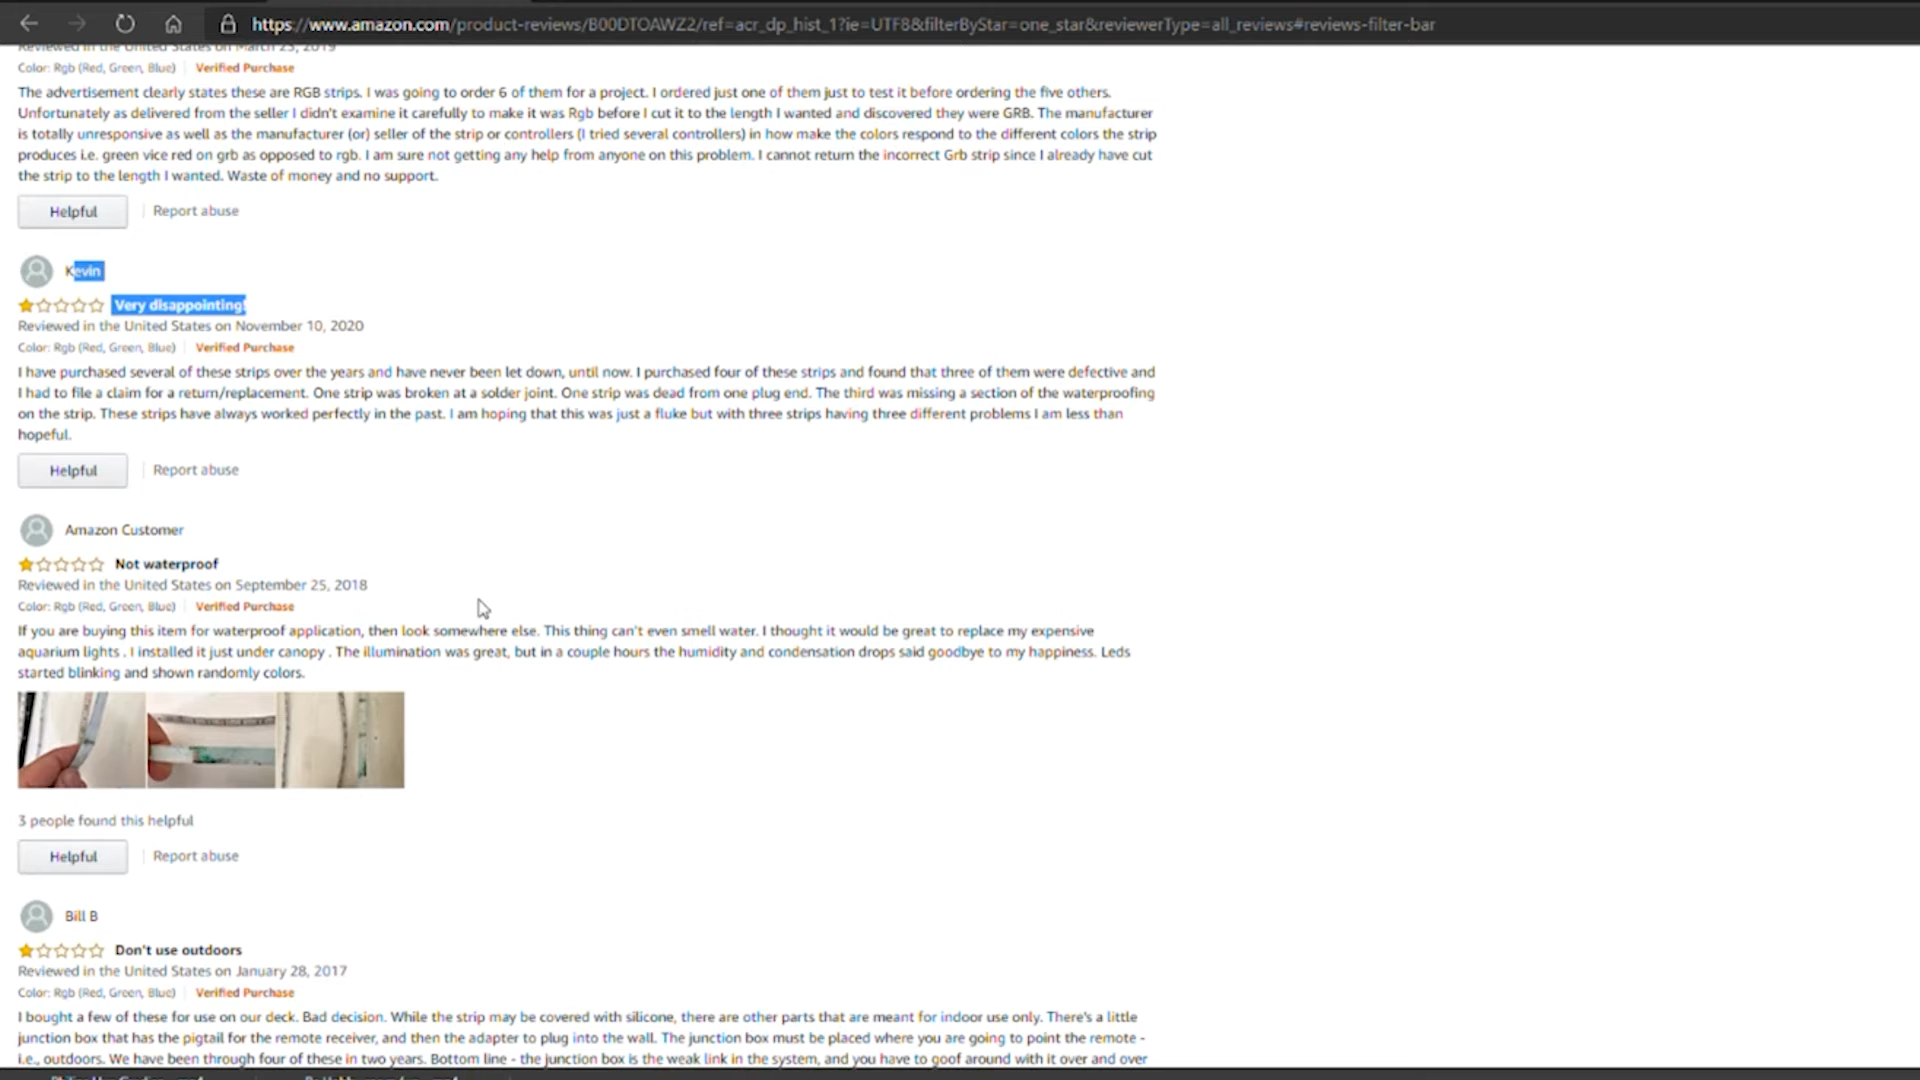 https://www.amazon.com/product-reviews/B00DTOAWZ2/ref=acr_dp_hist_1?ie=UTF8&filterByStar=one_star&reviewerType=all_reviews#reviews-filter-bar
Reviewed in the United States on March 23, 2019
Color: Rgb (Red, Green, Blue) | Verified Purchase
The advertisement clearly states these are RGB strips. I was going to order 6 of them for a project. I ordered just one of them just to test it before ordering the five others.
Unfortunately as delivered from the seller I didn't examine it carefully to make it was Rgb before I cut it to the length I wanted and discovered they were GRB. The manufacturer
is totally unresponsive as well as the manufacturer (or) seller of the strip or controllers (I tried several controllers) in how make the colors respond to the different colors the strip
produces i.e. green vice red on grb as opposed to rgb. I am sure not getting any help from anyone on this problem. I cannot return the incorrect Grb strip since I already have cut
the strip to the length I wanted. Waste of money and no support.
Helpful | Report abuse
Kevin
Very disappointing!
Reviewed in the United States on November 10, 2020
Color: Rgb (Red, Green, Blue) | Verified Purchase
I have purchased several of these strips over the years and have never been let down, until now. I purchased four of these strips and found that three of them were defective and
I had to file a claim for a return/replacement. One strip was broken at a solder joint. One strip was dead from one plug end. The third was missing a section of the waterproofing
on the strip. These strips have always worked perfectly in the past. I am hoping that this was just a fluke but with three strips having three different problems I am less than
hopeful.
Helpful | Report abuse
Amazon Customer
Not waterproof
Reviewed in the United States on September 25, 2018
Color: Rgb (Red, Green, Blue) | Verified Purchase
If you are buying this item for waterproof application, then look somewhere else. This thing can't even smell water. I thought it would be great to replace my expensive
aquarium lights . I installed it just under canopy . The illumination was great, but in a couple hours the humidity and condensation drops said goodbye to my happiness. Leds
started blinking and shown randomly colors.
3 people found this helpful
Helpful | Report abuse
Bill B
Don't use outdoors
Reviewed in the United States on January 28, 2017
Color: Rgb (Red, Green, Blue) | Verified Purchase
I bought a few of these for use on our deck. Bad decision. While the strip may be covered with silicone, there are other parts that are meant for indoor use only. There's a little
junction box that has the pigtail for the remote receiver, and then the adapter to plug into the wall. The junction box must be placed where you are going to point the remote -
i.e., outdoors. We have been through four of these in two years. Bottom line - the junction box is the weak link in the system, and you have to goof around with it over and over